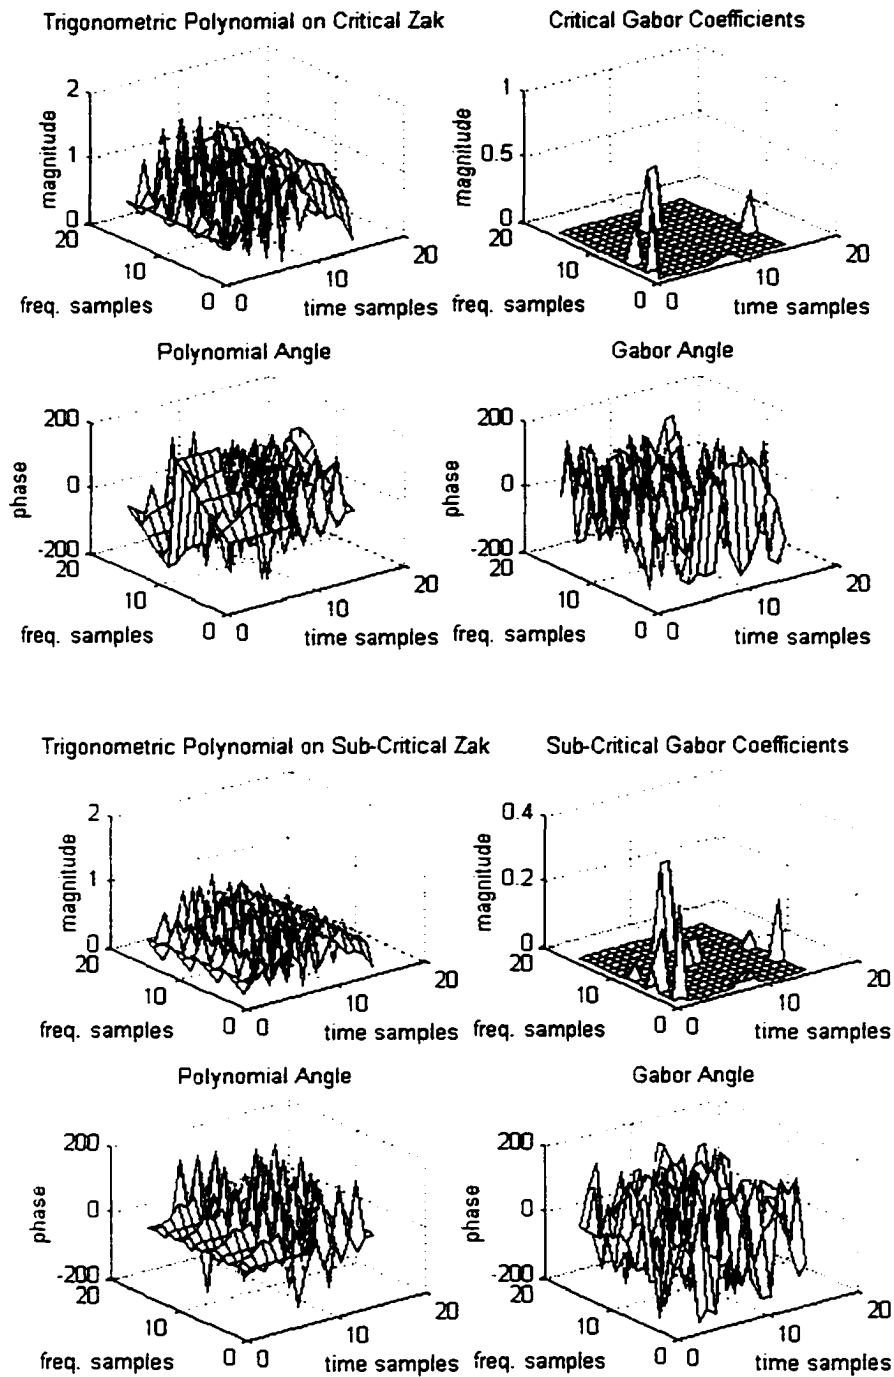 Trigonometric Polynomial on Critical Zak
2
1
0
magnitude
20
10
0
freq. samples
0
10
20
time samples
Critical Gabor Coefficients
1
0.5
0
magnitude
20
10
0
freq. samples
0
10
20
time samples
Polynomial Angle
200
0
-200
phase
20
10
0
freq. samples
0
10
20
time samples
Gabor Angle
200
0
-200
phase
20
10
0
freq. samples
0
10
20
time samples
Trigonometric Polynomial on Sub-Critical Zak
2
1
0
magnitude
20
10
0
freq. samples
0
10
20
time samples
Sub-Critical Gabor Coefficients
0.4
0.2
0
magnitude
20
10
0
freq. samples
0
10
20
time samples
Polynomial Angle
200
0
-200
phase
20
10
0
freq. samples
0
10
20
time samples
Gabor Angle
200
0
-200
phase
20
10
0
freq. samples
0
10
20
time samples